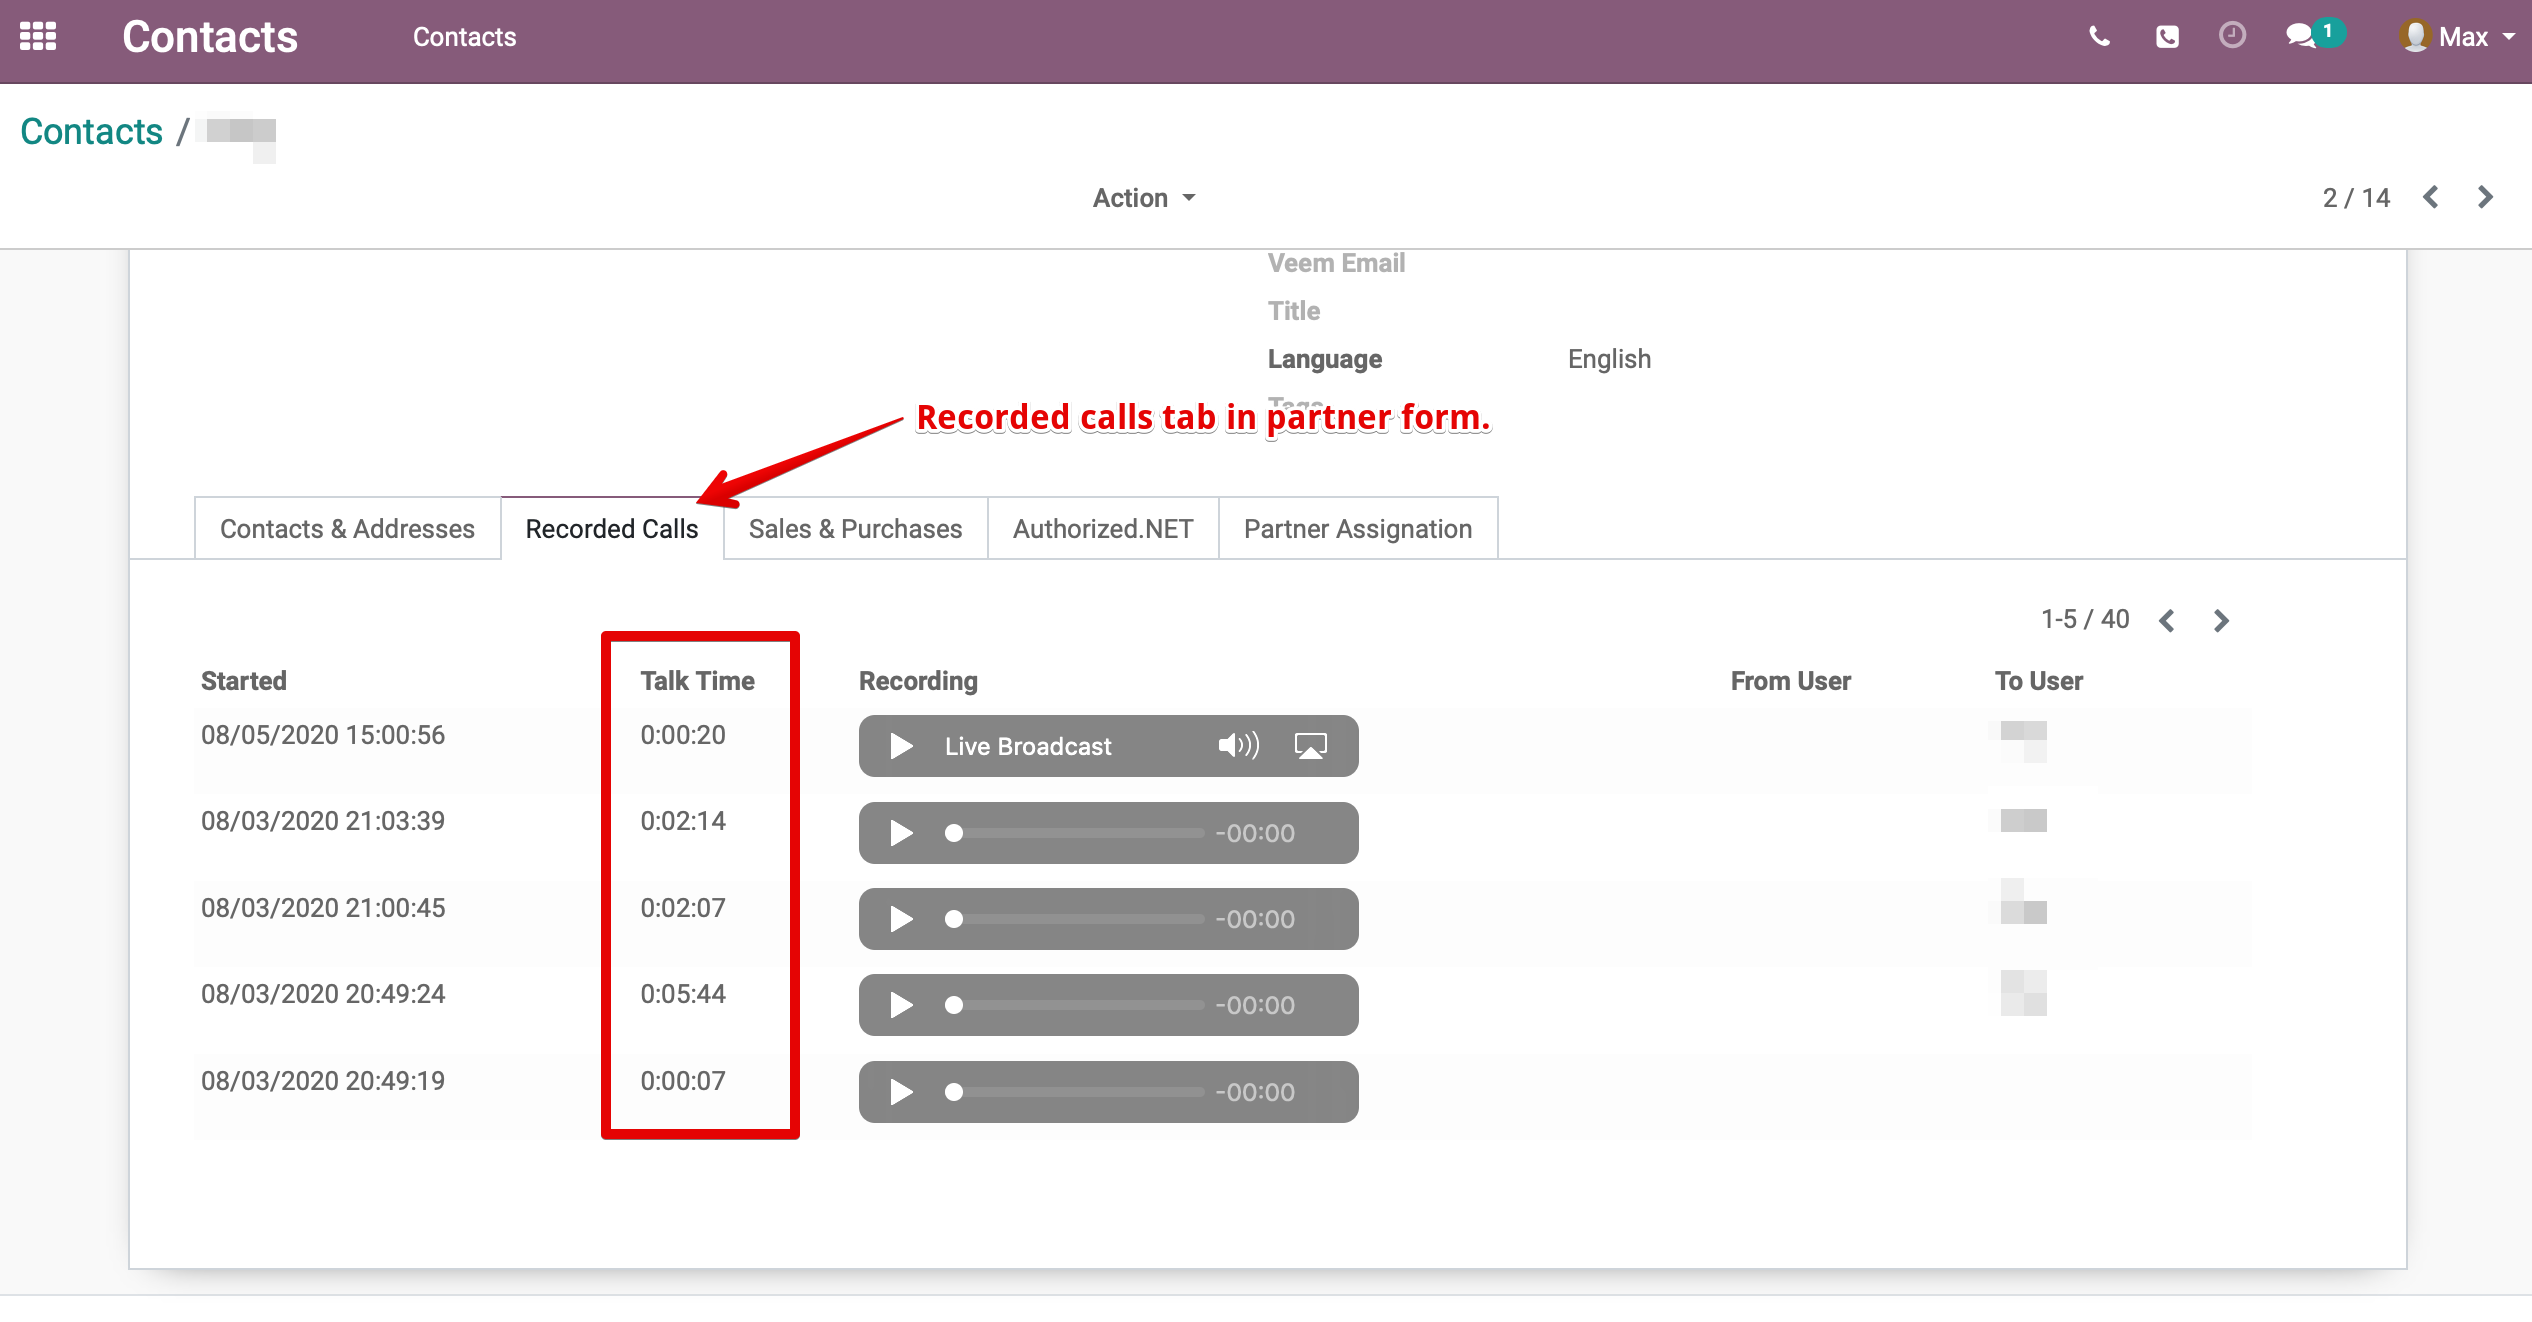 Contacts Contacts 1 Max
Contacts /
Action 2 / 14
Veem Email
Title
Language English
Tags
Recorded calls tab in partner form.
Contacts & Addresses Recorded Calls Sales & Purchases Authorized.NET Partner Assignation
1-5 / 40
Started Talk Time Recording From User To User
08/05/2020 15:00:56 0:00:20 Live Broadcast
08/03/2020 21:03:39 0:02:14 -00:00
08/03/2020 21:00:45 0:02:07 -00:00
08/03/2020 20:49:24 0:05:44 -00:00
08/03/2020 20:49:19 0:00:07 -00:00